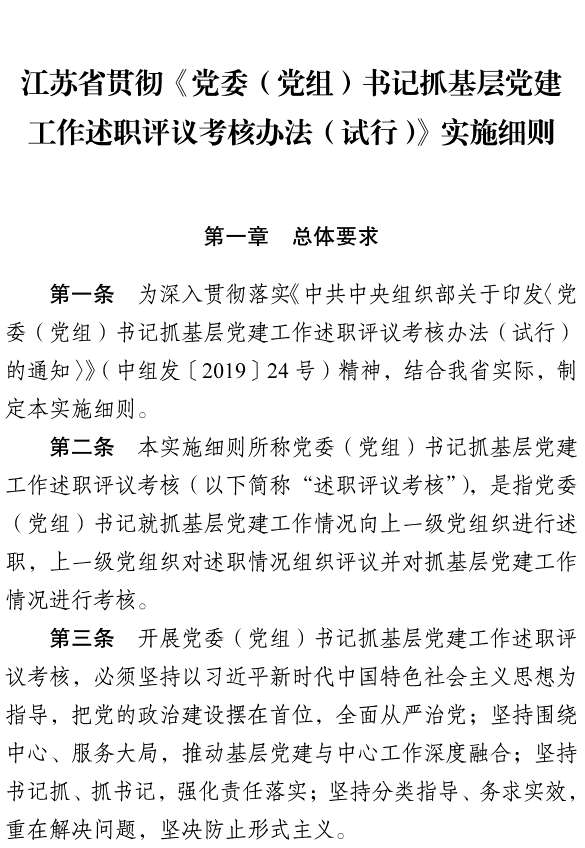 江苏省贯彻《党委（党组）书记抓基层党建
工作述职评议考核办法（试行）》实施细则
第一章　总体要求
第一条　为深入贯彻落实《中共中央组织部关于印发〈党
委（党组）书记抓基层党建工作述职评议考核办法（试行）
的通知〉》（中组发〔2019〕24 号）精神，结合我省实际，制
定本实施细则。
第二条　本实施细则所称党委（党组）书记抓基层党建
工作述职评议考核（以下简称“述职评议考核”），是指党委
（党组）书记就抓基层党建工作情况向上一级党组织进行述
职，上一级党组织对述职情况组织评议并对抓基层党建工作
情况进行考核。
第三条　开展党委（党组）书记抓基层党建工作述职评
议考核，必须坚持以习近平新时代中国特色社会主义思想为
指导，把党的政治建设摆在首位，全面从严治党；坚持围绕
中心、服务大局，推动基层党建与中心工作深度融合；坚持
书记抓、抓书记，强化责任落实；坚持分类指导、务求实效，
重在解决问题，坚决防止形式主义。